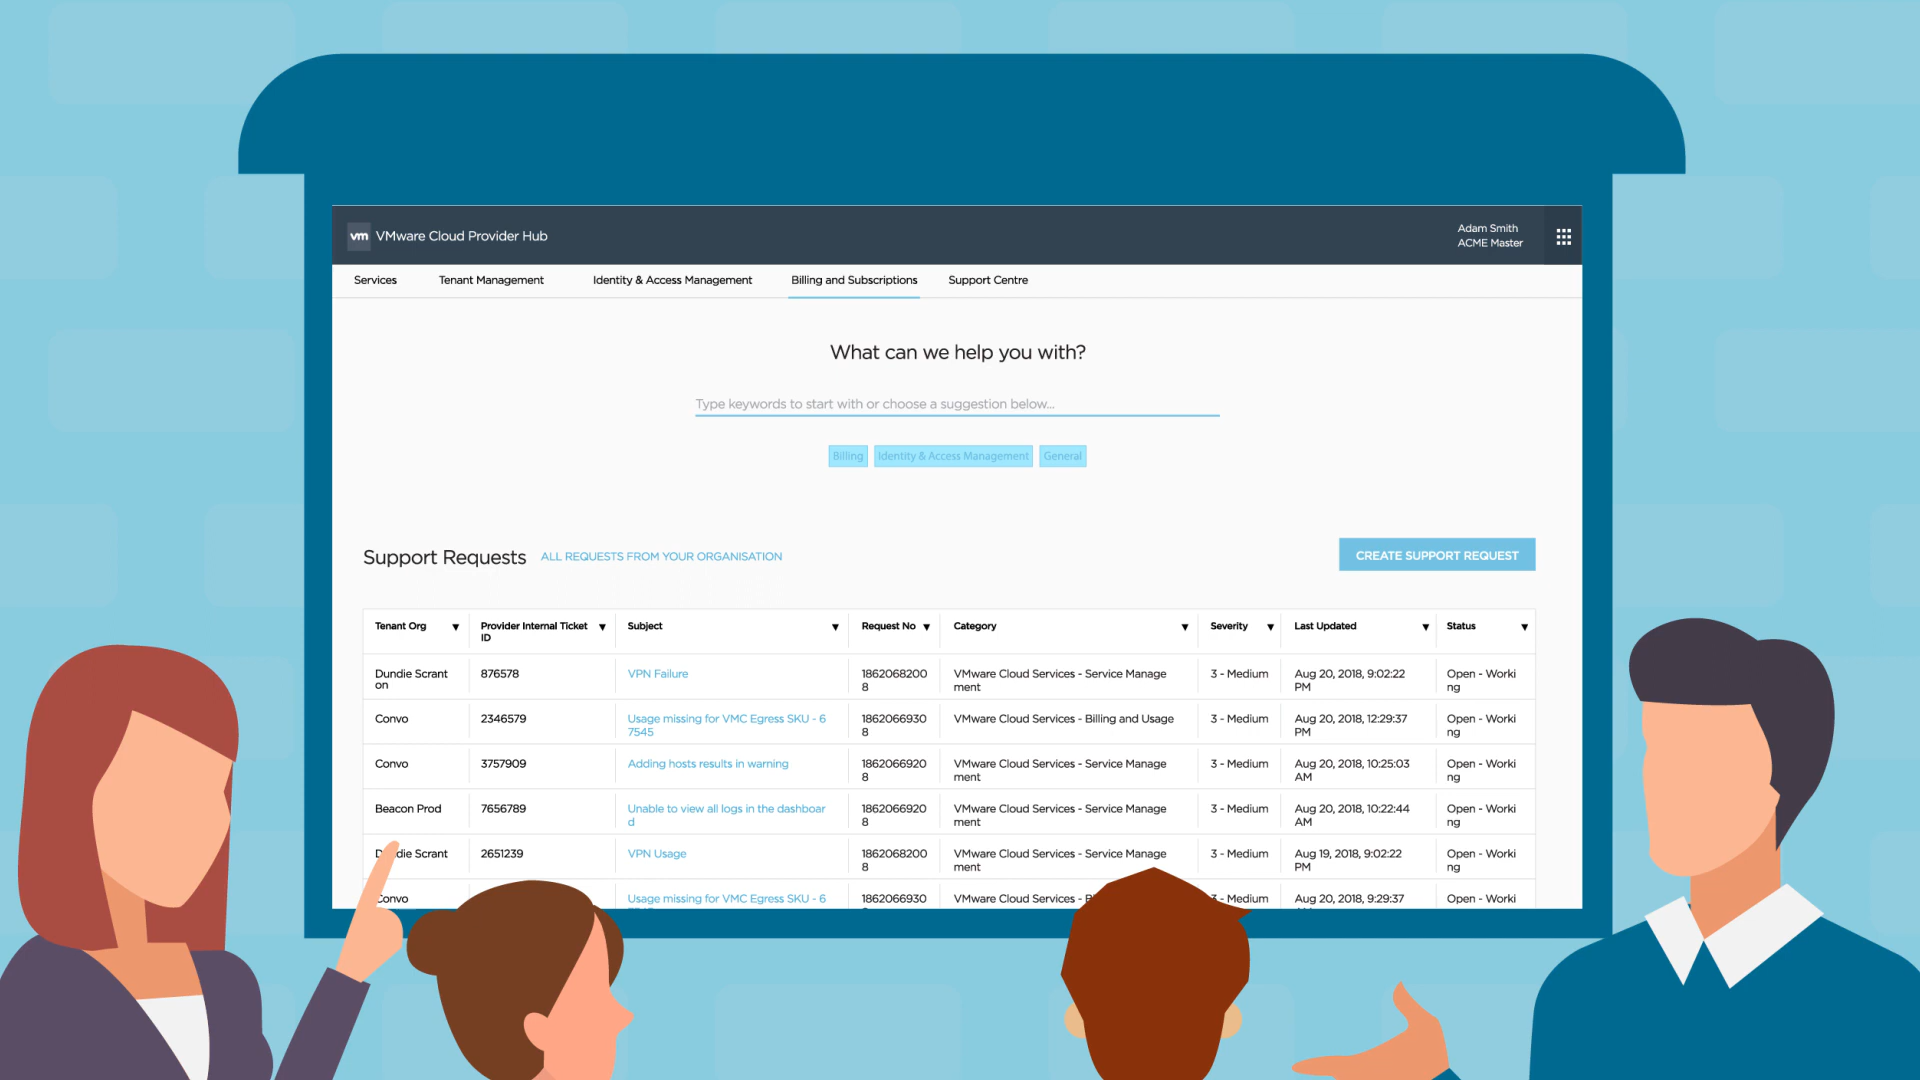 vm VMware Cloud Provider Hub
Adam Smith
ACME Master
Services Tenant Management Identity & Access Management Billing and Subscriptions Support Centre
What can we help you with?
Type keywords to start with or choose a suggestion below...
Billing Identity & Access Management General
Support Requests ALL REQUESTS FROM YOUR ORGANISATION CREATE SUPPORT REQUEST
Tenant Org Provider Internal Ticket Subject Request No Category Severity Last Updated Status
ID
Dundie Scrant 876578 VPN Failure 1862068200 VMware Cloud Services - Service Manage 3 - Medium Aug 20, 2018, 9:02:22 Open - Worki
on 8 ment PM ng
Convo 2346579 Usage missing for VMC Egress SKU - 6 1862066930 VMware Cloud Services - Billing and Usage 3 - Medium Aug 20, 2018, 12:29:37 Open - Worki
7545 8 PM ng
Convo 3757909 Adding hosts results in warning 1862066920 VMware Cloud Services - Service Manage 3 - Medium Aug 20, 2018, 10:25:03 Open - Worki
8 ment AM ng
Beacon Prod 7656789 Unable to view all logs in the dashboar 1862066920 VMware Cloud Services - Service Manage 3 - Medium Aug 20, 2018, 10:22:44 Open - Worki
d 8 ment AM ng
Scrant 2651239 VPN Usage 1862068200 VMware Cloud Services - Service Manage 3 - Medium Aug 19, 2018, 9:02:22 Open - Worki
8 ment PM ng
Convo Usage missing for VMC Egress SKU - 6 1862066930 VMware Cloud Services - - Medium Aug 20, 2018, 9:29:37 Open - Worki